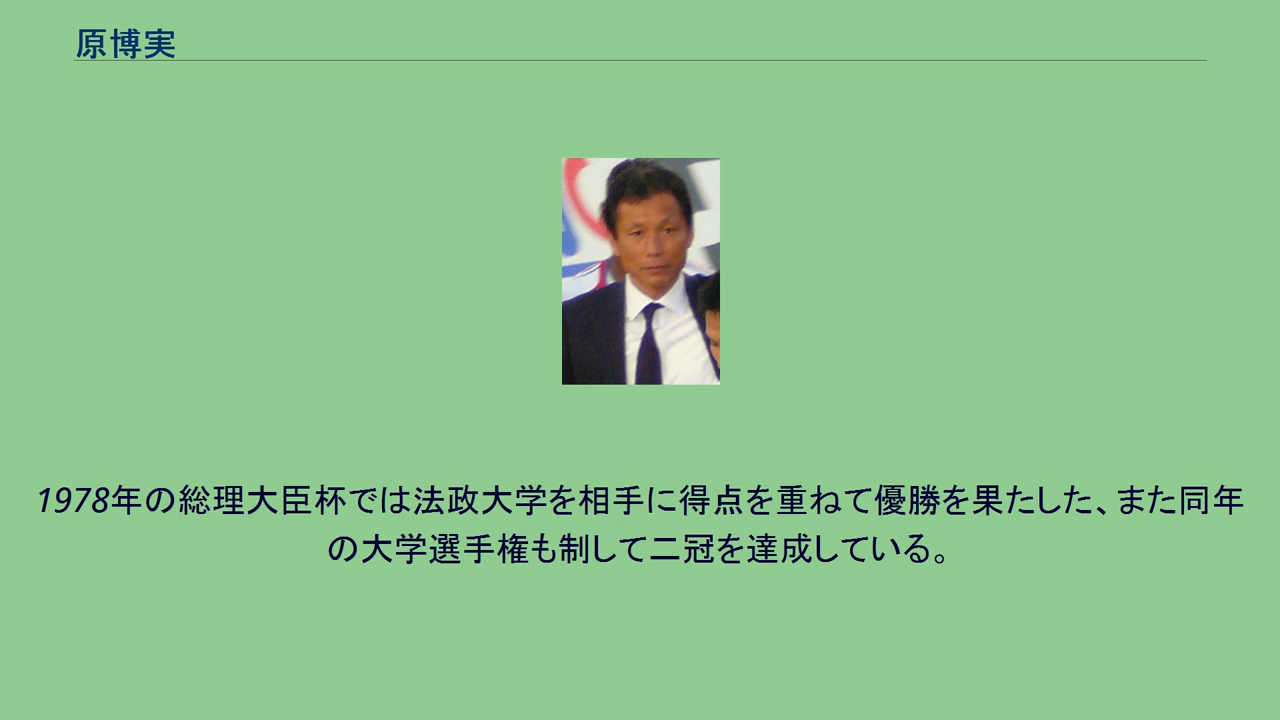 原博実
1978年の総理大臣杯では法政大学を相手に得点を重ねて優勝を果たした、また同年
の大学選手権も制して二冠を達成している。